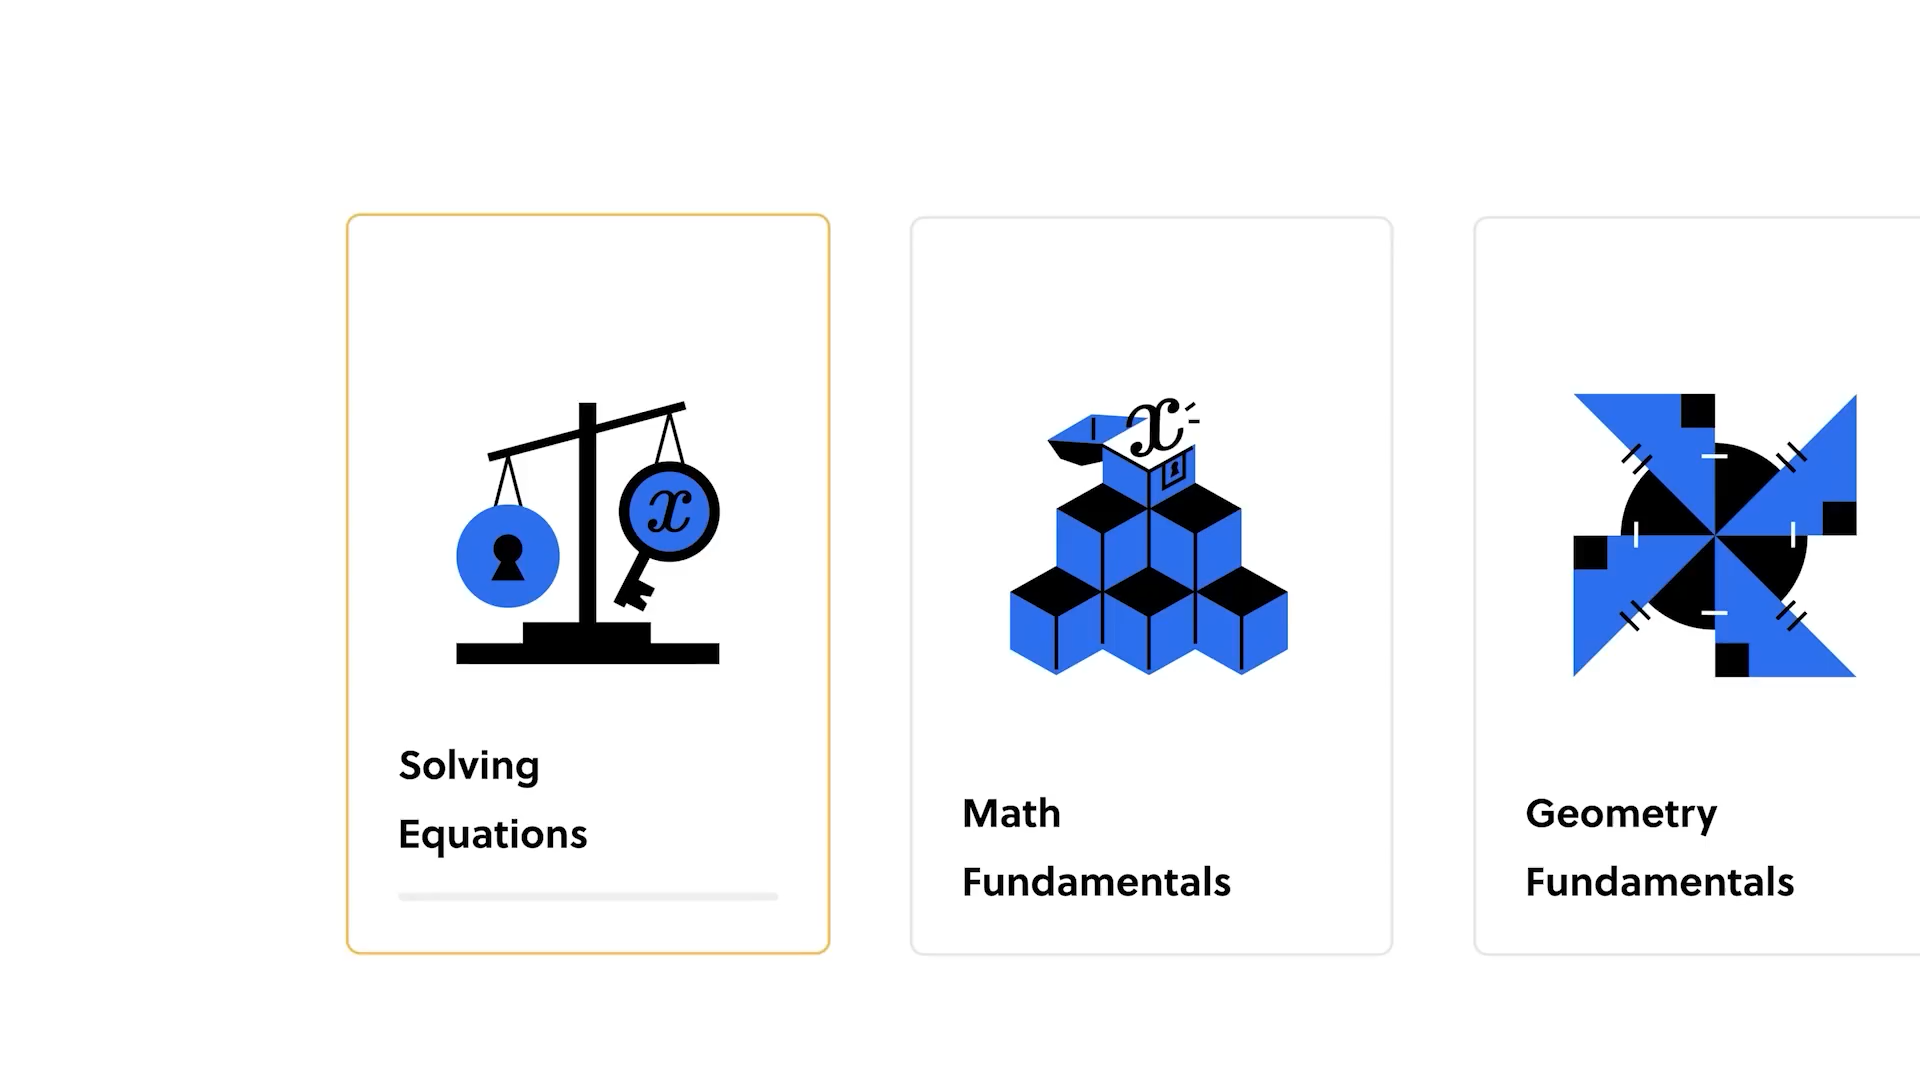 x
Solving
Equations
x
Math
Fundamentals
Geometry
Fundamentals